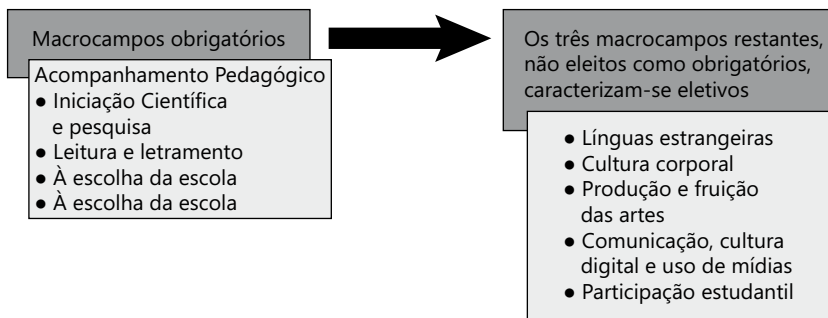 Macrocampos obrigatórios
Acompanhamento Pedagógico
● Iniciação Científica
e pesquisa
● Leitura e letramento
● À escolha da escola
● À escolha da escola
Os três macrocampos restantes,
não eleitos como obrigatórios,
caracterizam-se eletivos
● Línguas estrangeiras
● Cultura corporal
● Produção e fruição
das artes
● Comunicação, cultura
digital e uso de mídias
● Participação estudantil